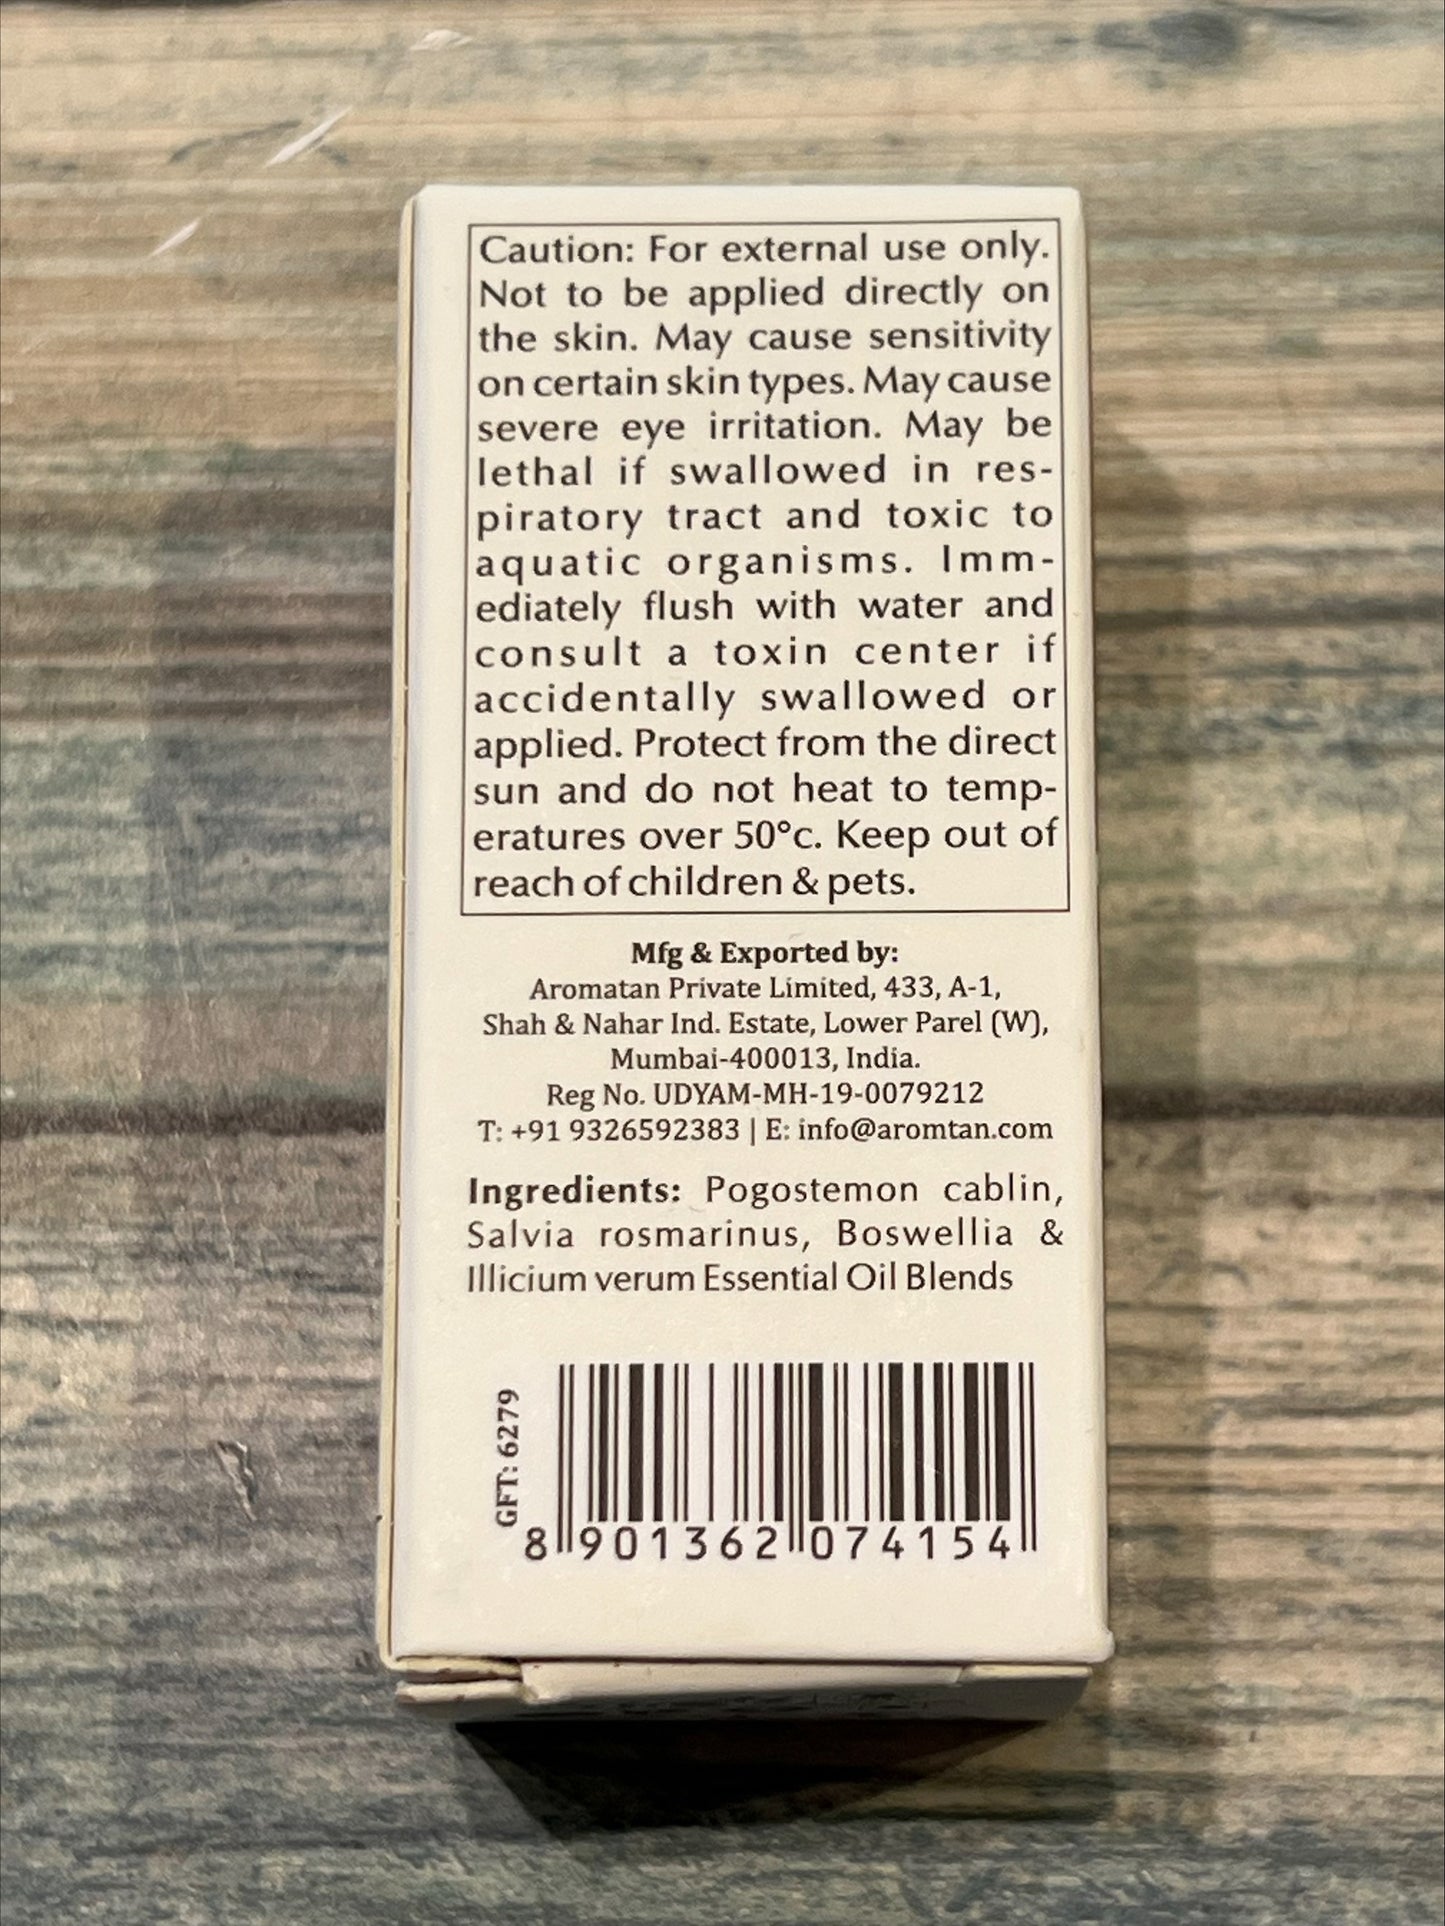 Caution: For external use only.
Not to be applied directly on
the skin. May cause sensitivity
on certain skin types. May cause
severe eye irritation. May be
lethal if swallowed in res-
piratory tract and toxic to
aquatic organisms. Imm-
ediately flush with water and
consult a toxin center if
accidentally swallowed or
applied. Protect from the direct
sun and do not heat to temp-
eratures over 50°c. Keep out of
reach of children & pets.
Mfg & Exported by:
Aromatan Private Limited, 433, A-1,
Shah & Nahar Ind. Estate, Lower Parel (W),
Mumbai-400013, India.
Reg No. UDYAM-MH-19-0079212
T: +91 9326592383 | E: info@aromtan.com
Ingredients: Pogostemon cablin,
Salvia rosmarinus, Boswellia &
Illicium verum Essential Oil Blends
GFT: 6279
8 901362 074154